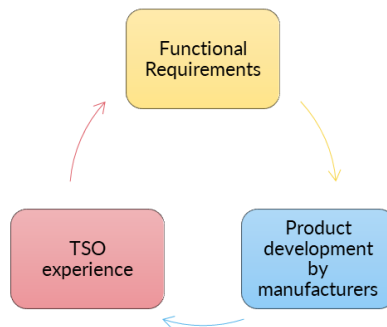 Functional
Requirements
TSO
experience
Product
development
by
manufacturers